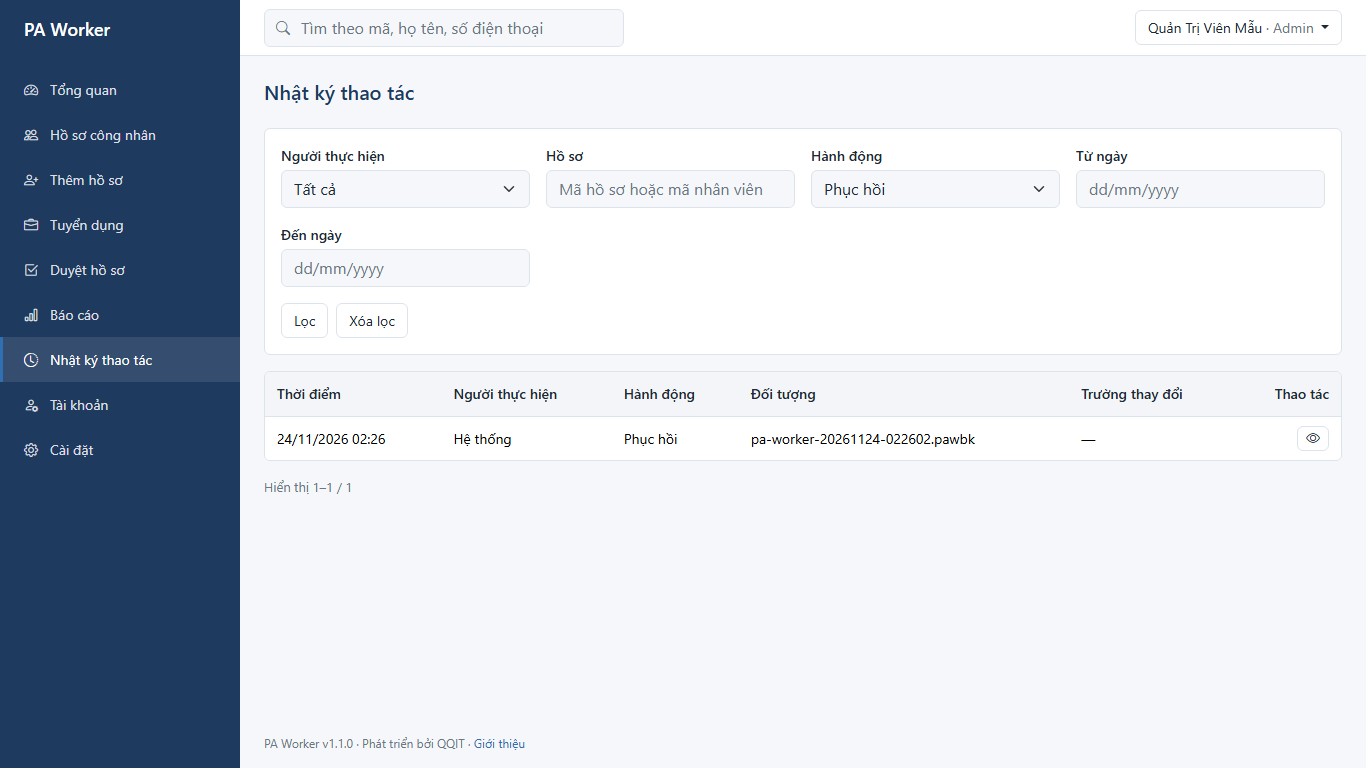 PA Worker
Tìm theo mã, họ tên, số điện thoại
Quản Trị Viên Mẫu · Admin
Tổng quan
Hồ sơ công nhân
Thêm hồ sơ
Tuyển dụng
Duyệt hồ sơ
Báo cáo
Nhật ký thao tác
Tài khoản
Cài đặt
Nhật ký thao tác
Người thực hiện Hồ sơ Hành động Từ ngày
Tất cả Mã hồ sơ hoặc mã nhân viên Phục hồi dd/mm/yyyy
Đến ngày
dd/mm/yyyy
Lọc Xóa lọc
Thời điểm Người thực hiện Hành động Đối tượng Trường thay đổi Thao tác
24/11/2026 02:26 Hệ thống Phục hồi pa-worker-20261124-022602.pawbk —
Hiển thị 1–1 / 1
PA Worker v1.1.0 · Phát triển bởi QQIT · Giới thiệu